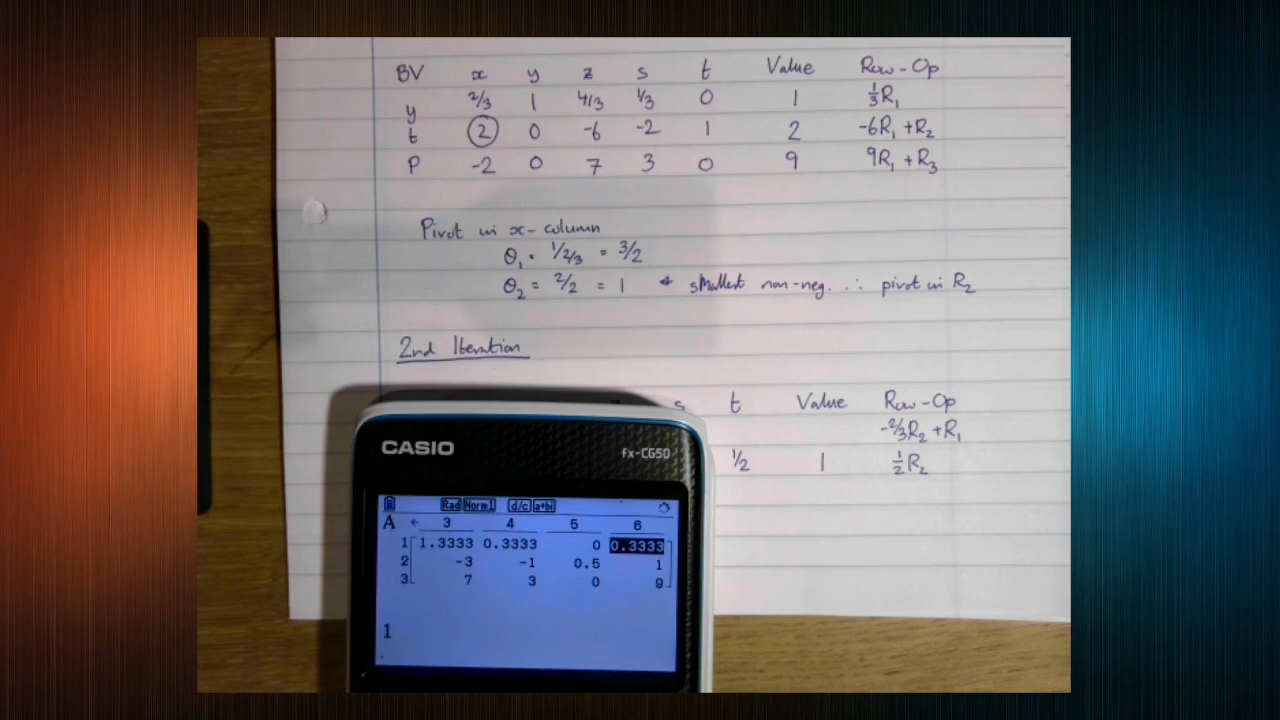 BV x y z s t Value Row-Op
y 2/3 1 4/3 1/3 0 1 1/3R₁
t 2 0 -6 -2 1 2 -6R₁ +R₂
P -2 0 7 3 0 9 9R₁ + R₃
Pivot in x-column
θ₁ = 1/2/3 = 3/2
θ₂ = 2/2 = 1 ← smallest non-neg. ∴ pivot in R₂
2nd Iteration
s t Value Row-Op
-2/3R₂ +R₁
1/2 1 1/2R₂
CASIO fx-CG50
Rad Norm1 d/c a+bi
A ← 3 4 5 6
1 1.3333 0.3333 0 0.3333
2 -3 -1 0.5 1
3 7 3 0 9
1